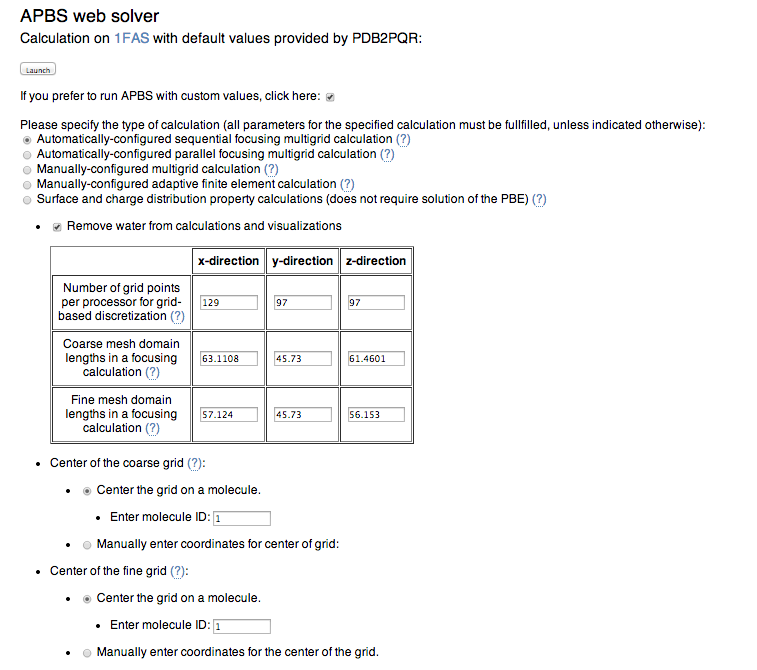 APBS web solver
Calculation on 1FAS with default values provided by PDB2PQR:
Launch
If you prefer to run APBS with custom values, click here:
Please specify the type of calculation (all parameters for the specified calculation must be fullfilled, unless indicated otherwise):
Automatically-configured sequential focusing multigrid calculation (?)
Automatically-configured parallel focusing multigrid calculation (?)
Manually-configured multigrid calculation (?)
Manually-configured adaptive finite element calculation (?)
Surface and charge distribution property calculations (does not require solution of the PBE) (?)
Remove water from calculations and visualizations
x-direction y-direction z-direction
Number of grid points
per processor for grid-
based discretization (?)
129 97 97
Coarse mesh domain
lengths in a focusing
calculation (?)
63.1108 45.73 61.4601
Fine mesh domain
lengths in a focusing
calculation (?)
57.124 45.73 56.153
Center of the coarse grid (?):
Center the grid on a molecule.
Enter molecule ID: 1
Manually enter coordinates for center of grid:
Center of the fine grid (?):
Center the grid on a molecule.
Enter molecule ID: 1
Manually enter coordinates for the center of the grid.